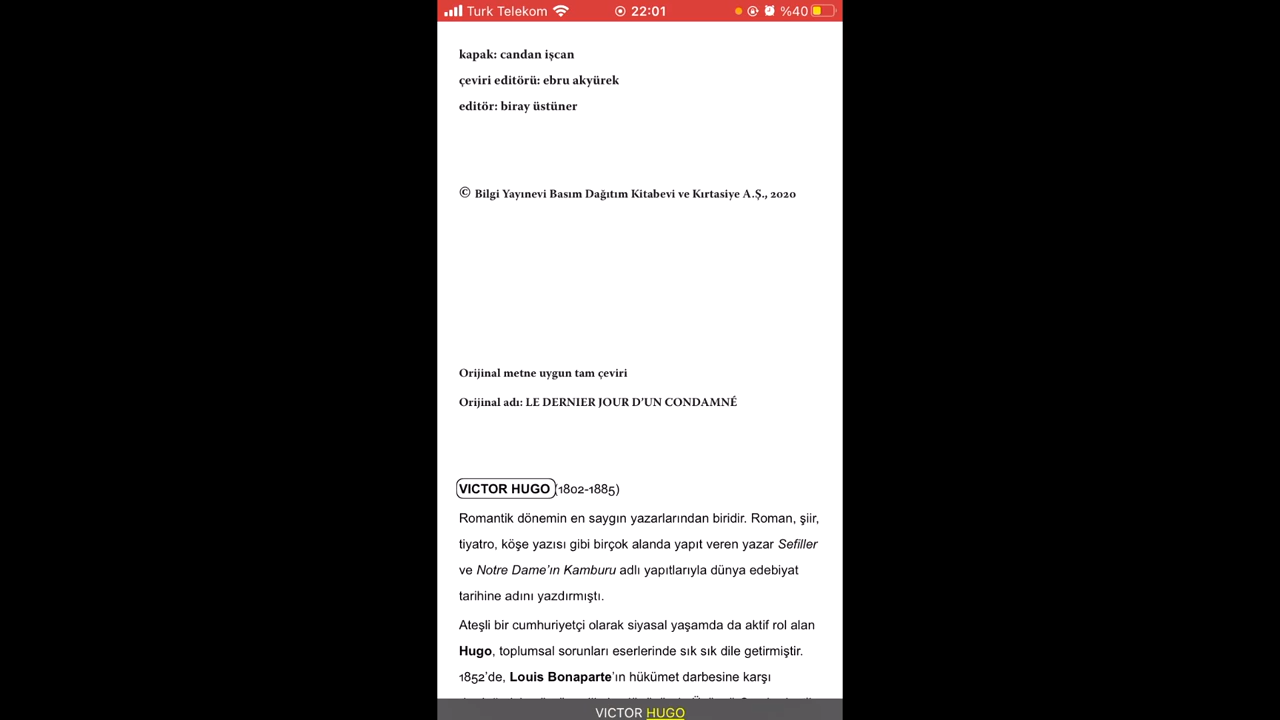 Turk Telekom 22:01 %40
kapak: candan işcan
çeviri editörü: ebru akyürek
editör: biray üstüner
© Bilgi Yayınevi Basım Dağıtım Kitabevi ve Kırtasiye A.Ş., 2020
Orijinal metne uygun tam çeviri
Orijinal adı: LE DERNIER JOUR D'UN CONDAMNÉ
VICTOR HUGO (1802-1885)
Romantik dönemin en saygın yazarlarından biridir. Roman, şiir,
tiyatro, köşe yazısı gibi birçok alanda yapıt veren yazar Sefiller
ve Notre Dame'ın Kamburu adlı yapıtlarıyla dünya edebiyat
tarihine adını yazdırmıştı.
Ateşli bir cumhuriyetçi olarak siyasal yaşamda da aktif rol alan
Hugo, toplumsal sorunları eserlerinde sık sık dile getirmiştir.
1852'de, Louis Bonaparte'ın hükümet darbesine karşı
VICTOR HUGO